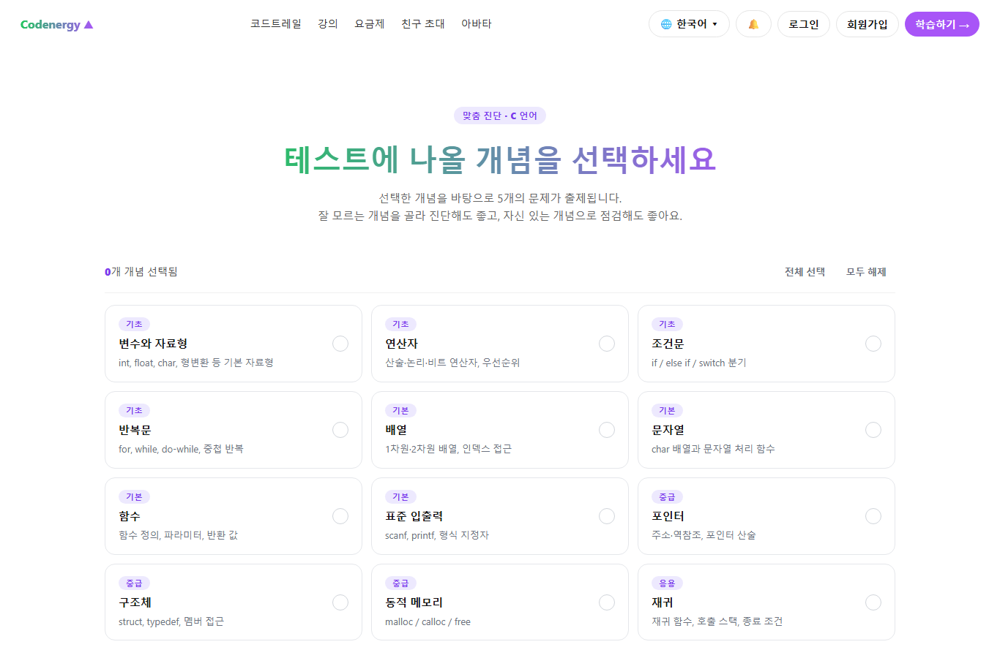 Codenergy ▲
코드트레일 강의 요금제 친구 초대 아바타
한국어 ▾
로그인
회원가입
학습하기 →
맞춤 진단 · C 언어
테스트에 나올 개념을 선택하세요
선택한 개념을 바탕으로 5개의 문제가 출제됩니다.
잘 모르는 개념을 골라 진단해도 좋고, 자신 있는 개념으로 점검해도 좋아요.
0개 개념 선택됨
전체 선택 모두 해제
기초
변수와 자료형
int, float, char, 형변환 등 기본 자료형
기초
연산자
산술·논리·비트 연산자, 우선순위
기초
조건문
if / else if / switch 분기
기초
반복문
for, while, do-while, 중첩 반복
기본
배열
1차원·2차원 배열, 인덱스 접근
기본
문자열
char 배열과 문자열 처리 함수
기본
함수
함수 정의, 파라미터, 반환 값
기본
표준 입출력
scanf, printf, 형식 지정자
중급
포인터
주소·역참조, 포인터 산술
중급
구조체
struct, typedef, 멤버 접근
중급
동적 메모리
malloc / calloc / free
응용
재귀
재귀 함수, 호출 스택, 종료 조건